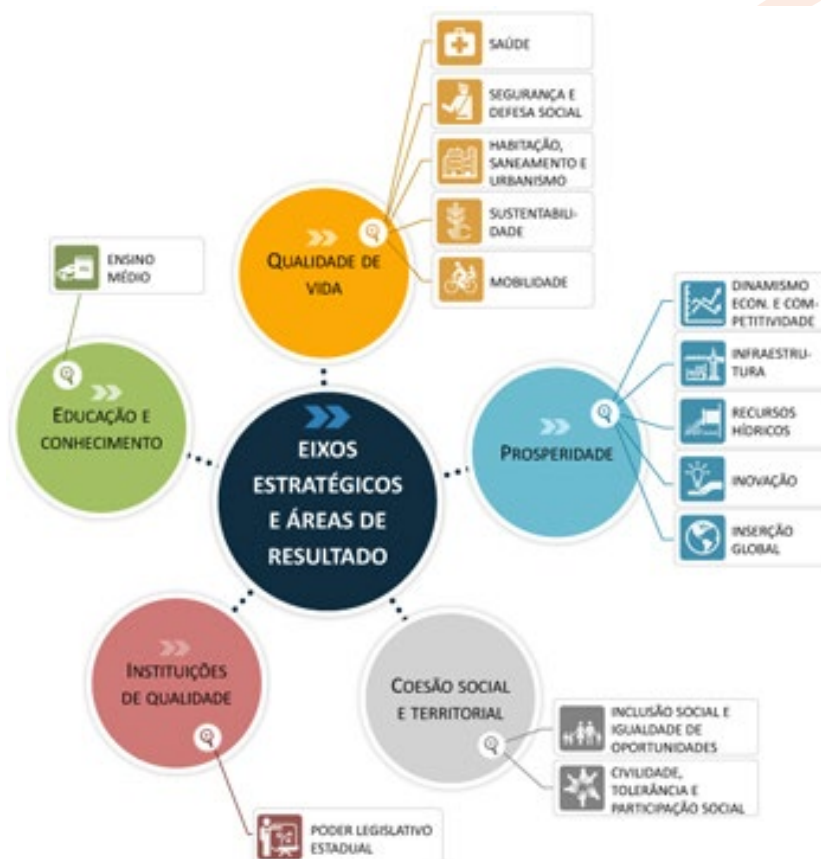 SAÚDE
SEGURANÇA E
DEFESA SOCIAL
HABITAÇÃO,
SANEAMENTO E
URBANISMO
SUSTENTABILI-
DADE
MOBILIDADE
QUALIDADE DE
VIDA
ENSINO
MÉDIO
EDUCAÇÃO E
CONHECIMENTO
EIXOS
ESTRATÉGICOS
E ÁREAS DE
RESULTADO
PROSPERIDADE
DINAMISMO
ECON. E COM-
PETITIVIDADE
INFRAESTRU-
TURA
RECURSOS
HÍDRICOS
INOVAÇÃO
INSERÇÃO
GLOBAL
INSTITUIÇÕES
DE QUALIDADE
PODER LEGISLATIVO
ESTADUAL
COESÃO SOCIAL
E TERRITORIAL
INCLUSÃO SOCIAL E
IGUALDADE DE
OPORTUNIDADES
CIVILIDADE,
TOLERÂNCIA E
PARTICIPAÇÃO SOCIAL